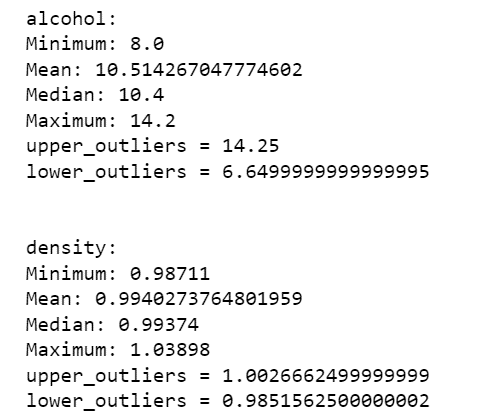 alcohol:
Minimum: 8.0
Mean: 10.514267047774602
Median: 10.4
Maximum: 14.2
upper_outliers = 14.25
lower_outliers = 6.6499999999999995
density:
Minimum: 0.98711
Mean: 0.9940273764801959
Median: 0.99374
Maximum: 1.03898
upper_outliers = 1.0026662499999999
lower_outliers = 0.9851562500000002